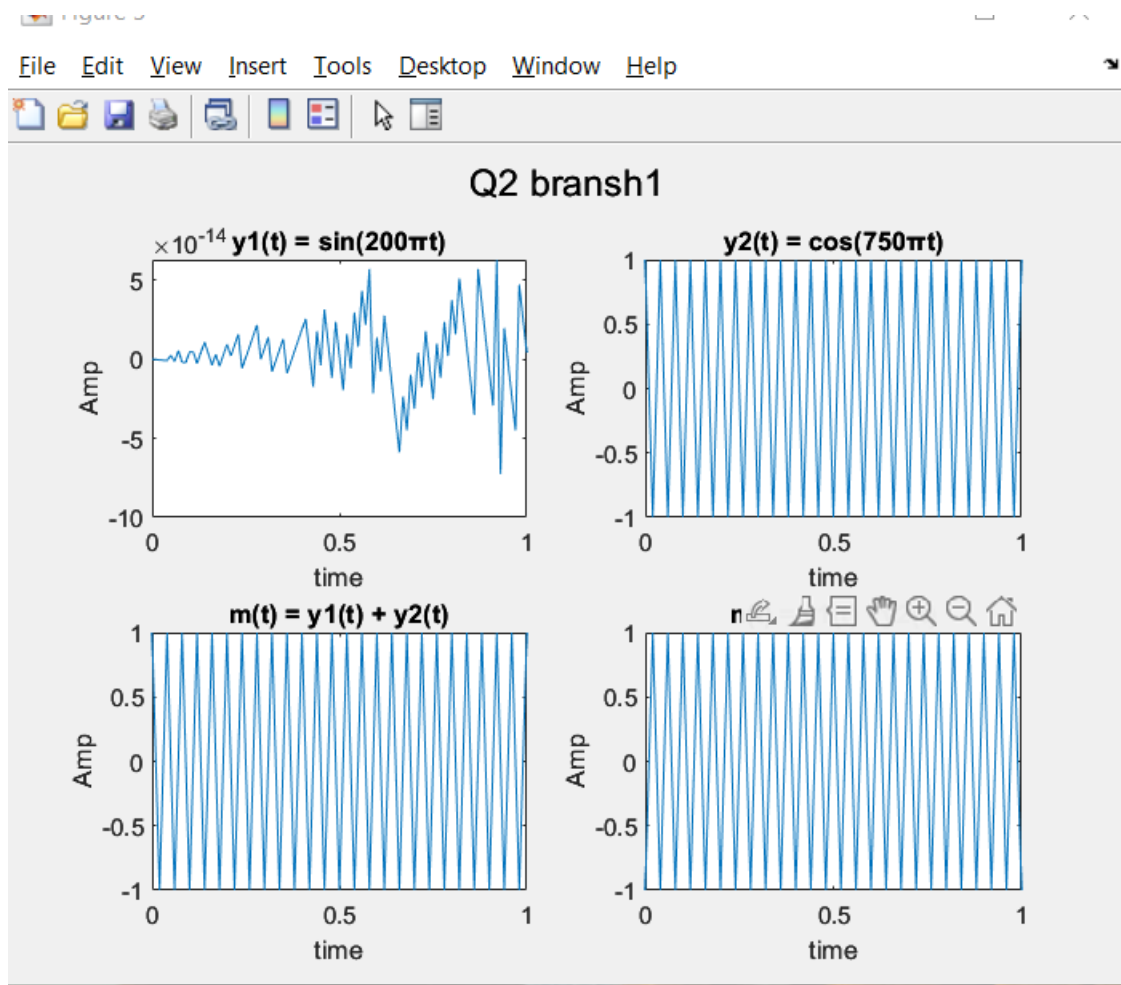 File Edit View Insert Tools Desktop Window Help
Q2 bransh1
×10-14 y1(t) = sin(200πt)
5
0
-5
-10
Amp
0 0.5 1
time
y2(t) = cos(750πt)
1
0.5
0
-0.5
-1
Amp
0 0.5 1
time
m(t) = y1(t) + y2(t)
1
0.5
0
-0.5
-1
Amp
0 0.5 1
time
1
0.5
0
-0.5
-1
Amp
0 0.5 1
time